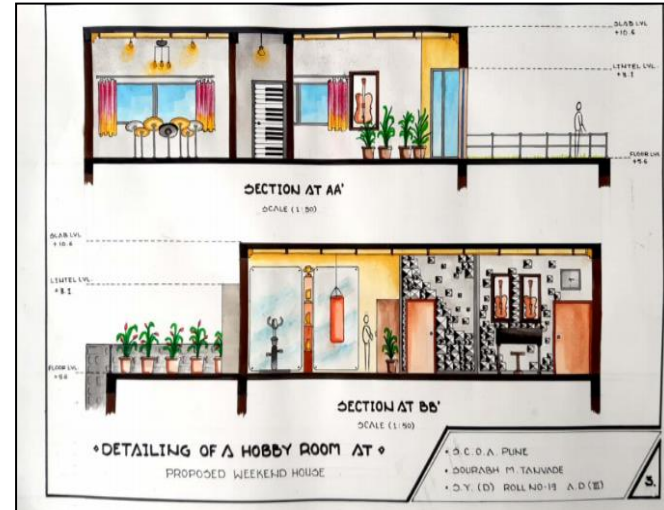 SLAB LVL
+10.6
LINTEL LVL.
+8.1
FLOOR LVL
+5.6
SECTION AT AA'
SCALE (1:50)
SLAB LVL
+10.6
LINTEL LVL.
+8.1
FLOOR LVL
+5.6
SECTION AT BB'
SCALE (1:50)
DETAILING OF A HOBBY ROOM AT
PROPOSED WEEKEND HOUSE
• S.C.O.A. PUNE
• SOURABH M. TANVADE
• S.Y. (D) ROLL NO-19 A.D (III)
3.